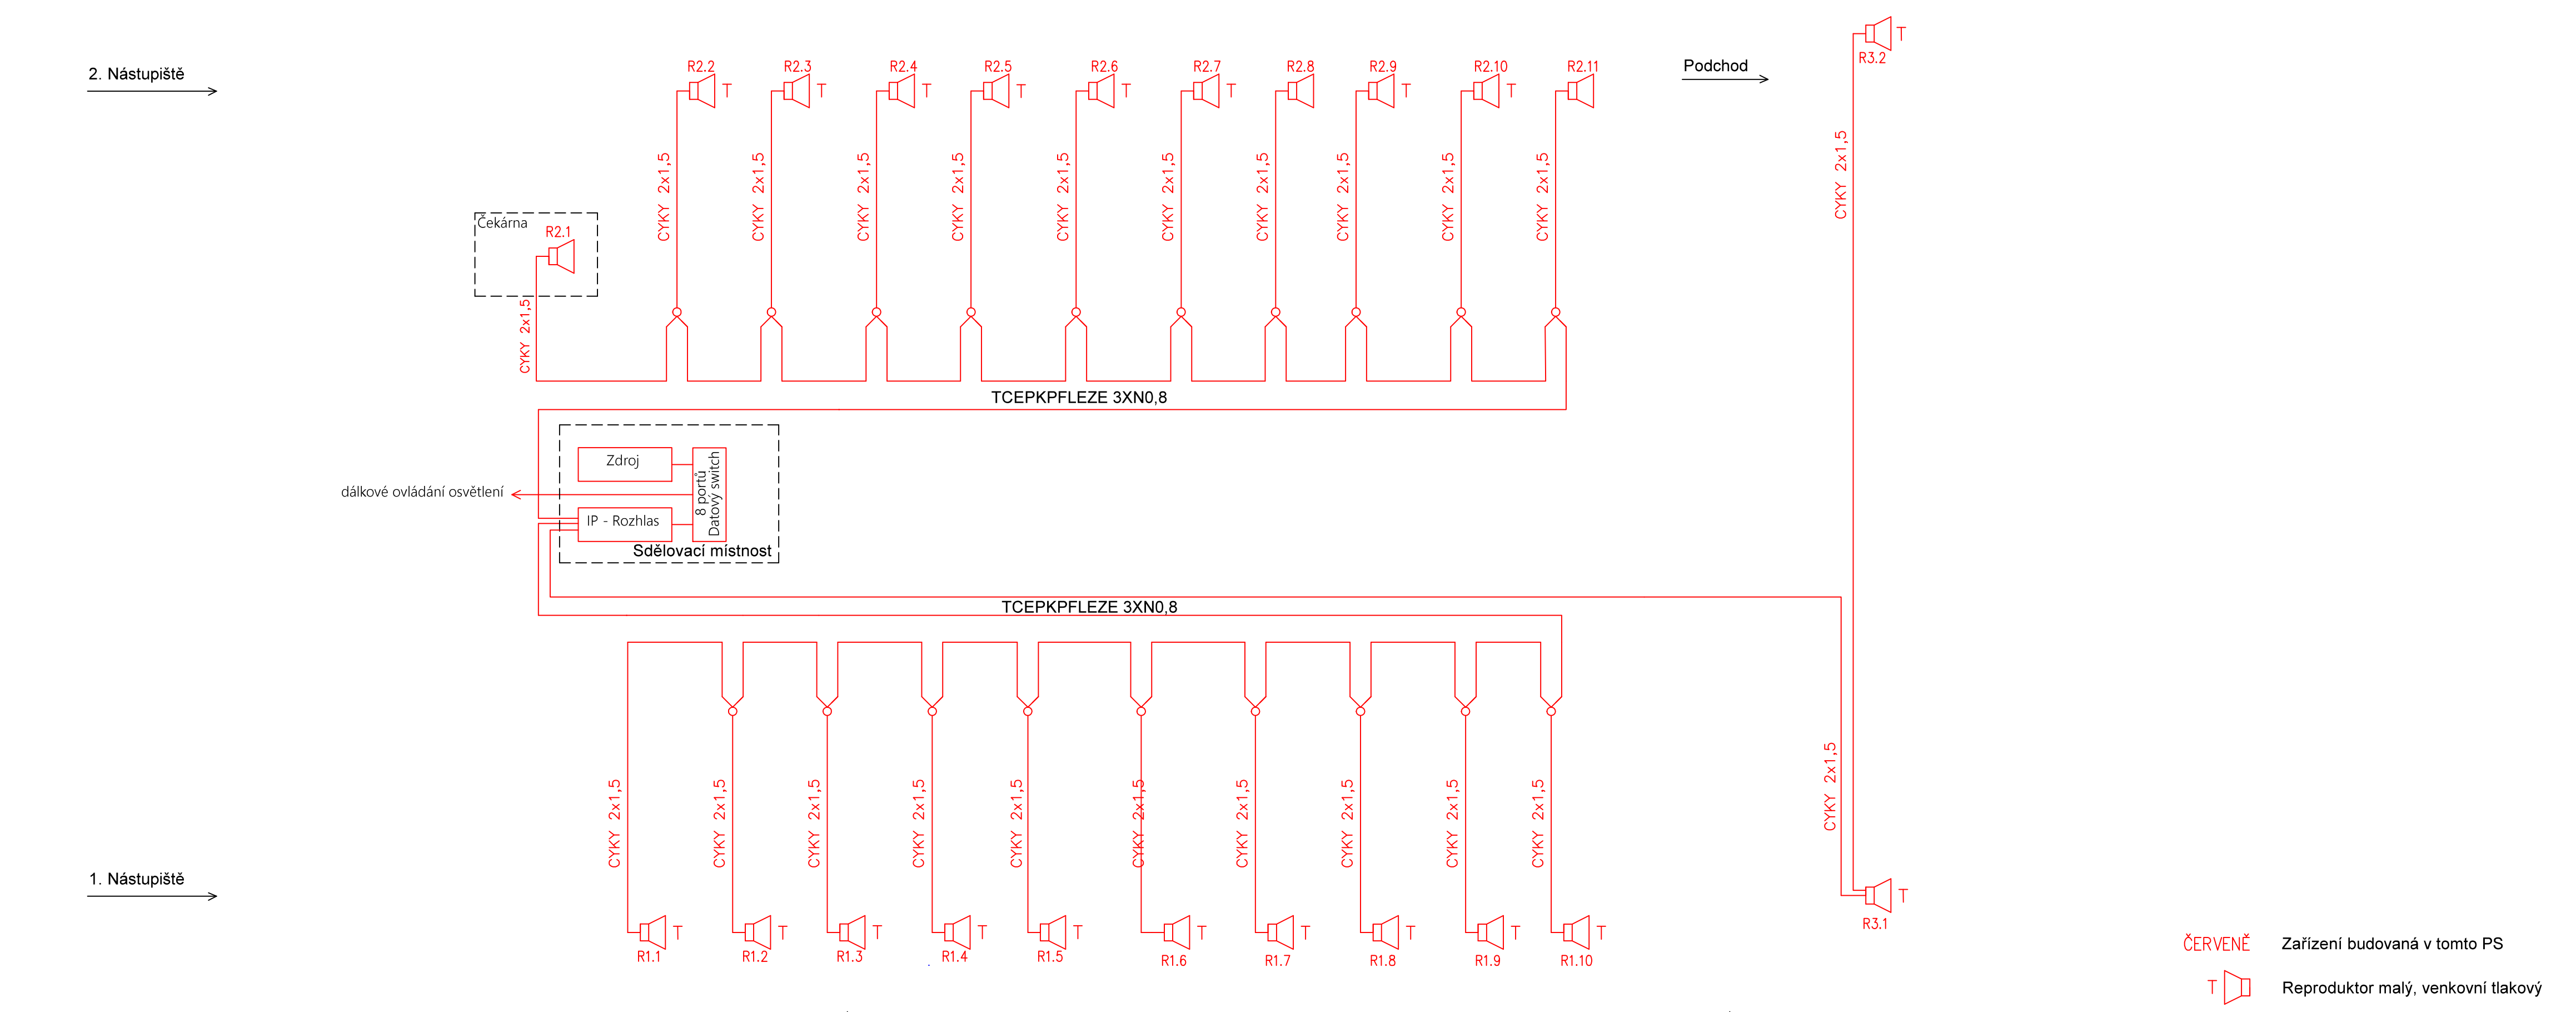 2. Nástupiště
R2.2 T
R2.3 T
R2.4 T
R2.5 T
R2.6 T
R2.7 T
R2.8
R2.9 T
R2.10 T
R2.11
Podchod
T
R3.2
CYKY 2x1,5
CYKY 2x1,5
CYKY 2x1,5
CYKY 2x1,5
CYKY 2x1,5
CYKY 2x1,5
CYKY 2x1,5
CYKY 2x1,5
CYKY 2x1,5
CYKY 2x1,5
CYKY 2x1,5
Čekárna
R2.1
CYKY 2x1,5
TCEPKPFLEZE 3XN0,8
Zdroj
8 portů
Datový switch
dálkové ovládání osvětlení
IP - Rozhlas
Sdělovací místnost
TCEPKPFLEZE 3XN0,8
CYKY 2x1,5
CYKY 2x1,5
CYKY 2x1,5
CYKY 2x1,5
CYKY 2x1,5
CYKY 2x1,5
CYKY 2x1,5
CYKY 2x1,5
CYKY 2x1,5
CYKY 2x1,5
CYKY 2x1,5
1. Nástupiště
T
R1.1
T
R1.2
T
R1.3
T
R1.4
T
R1.5
T
R1.6
T
R1.7
T
R1.8
T
R1.9
T
R1.10
T
R3.1
ČERVENĚ Zařízení budovaná v tomto PS
T Reproduktor malý, venkovní tlakový